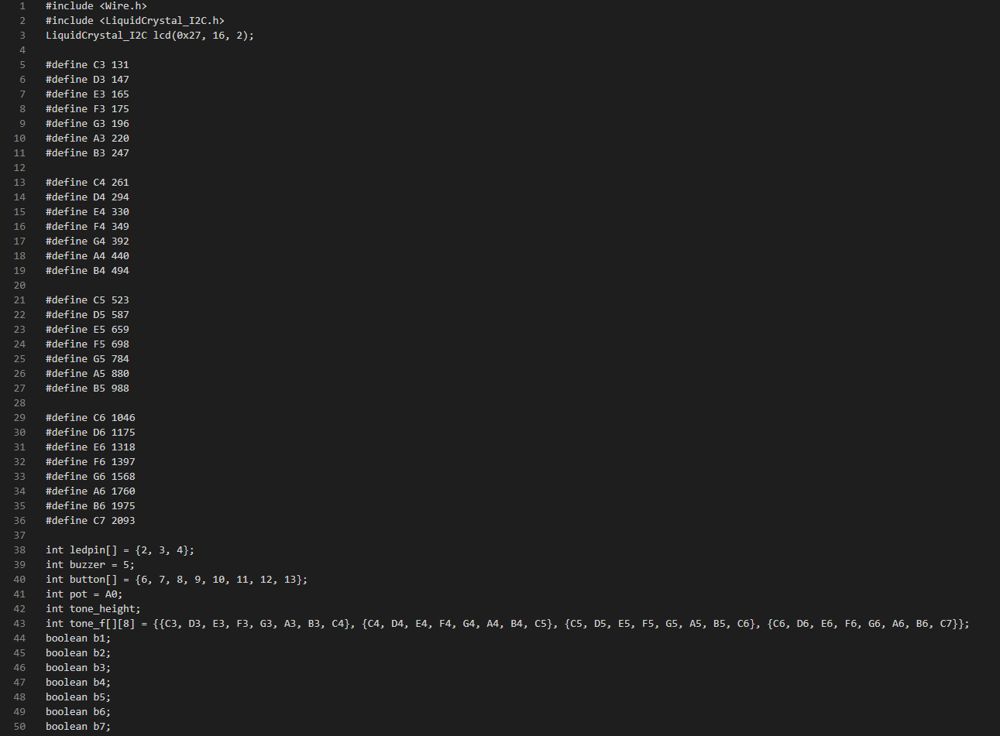 1 #include <Wire.h>
2 #include <LiquidCrystal_I2C.h>
3 LiquidCrystal_I2C lcd(0x27, 16, 2);
4
5 #define C3 131
6 #define D3 147
7 #define E3 165
8 #define F3 175
9 #define G3 196
10 #define A3 220
11 #define B3 247
12
13 #define C4 261
14 #define D4 294
15 #define E4 330
16 #define F4 349
17 #define G4 392
18 #define A4 440
19 #define B4 494
20
21 #define C5 523
22 #define D5 587
23 #define E5 659
24 #define F5 698
25 #define G5 784
26 #define A5 880
27 #define B5 988
28
29 #define C6 1046
30 #define D6 1175
31 #define E6 1318
32 #define F6 1397
33 #define G6 1568
34 #define A6 1760
35 #define B6 1975
36 #define C7 2093
37
38 int ledpin[] = {2, 3, 4};
39 int buzzer = 5;
40 int button[] = {6, 7, 8, 9, 10, 11, 12, 13};
41 int pot = A0;
42 int tone_height;
43 int tone_f[][8] = {{C3, D3, E3, F3, G3, A3, B3, C4}, {C4, D4, E4, F4, G4, A4, B4, C5}, {C5, D5, E5, F5, G5, A5, B5, C6}, {C6, D6, E6, F6, G6, A6, B6, C7}};
44 boolean b1;
45 boolean b2;
46 boolean b3;
47 boolean b4;
48 boolean b5;
49 boolean b6;
50 boolean b7;